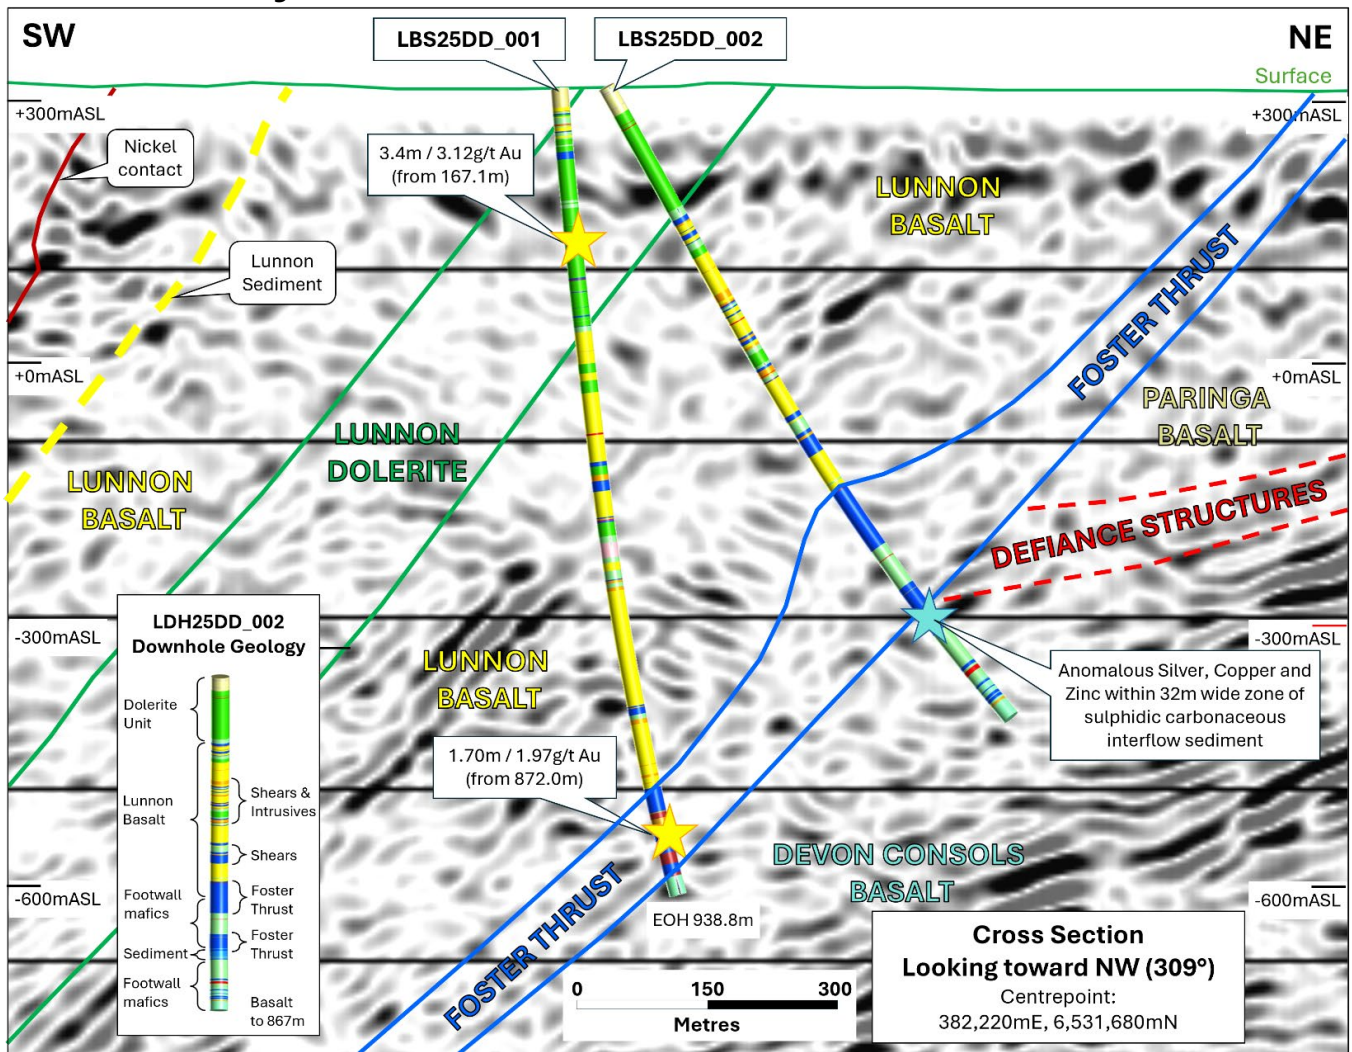 SW
LBS25DD_001
LBS25DD_002
NE
Surface
+300mASL
+300mASL
Nickel
contact
3.4m / 3.12g/t Au
(from 167.1m)
LUNNON
BASALT
Lunnon
Sediment
FOSTER THRUST
+0mASL
+0mASL
PARINGA
BASALT
LUNNON
DOLERITE
LUNNON
BASALT
DEFIANCE STRUCTURES
-300mASL
-300mASL
LDH25DD_002
Downhole Geology
Dolerite
Unit
Lunnon
Basalt
Shears &
Intrusives
Shears
Footwall
mafics
Foster
Thrust
Foster
Thrust
Sediment
Footwall
mafics
Basalt
to 867m
LUNNON
BASALT
Anomalous Silver, Copper and
Zinc within 32m wide zone of
sulphidic carbonaceous
interflow sediment
1.70m / 1.97g/t Au
(from 872.0m)
DEVON CONSOLS
BASALT
-600mASL
-600mASL
FOSTER THRUST
EOH 938.8m
0 150 300
Metres
Cross Section
Looking toward NW (309°)
Centrepoint:
382,220mE, 6,531,680mN